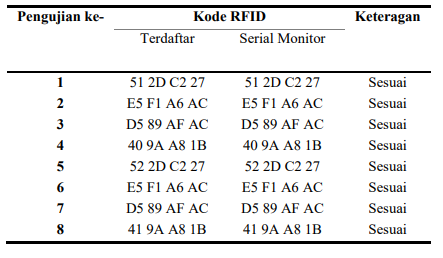 Pengujian ke- Kode RFID Keteragan
Terdaftar Serial Monitor
1 51 2D C2 27 51 2D C2 27 Sesuai
2 E5 F1 A6 AC E5 F1 A6 AC Sesuai
3 D5 89 AF AC D5 89 AF AC Sesuai
4 40 9A A8 1B 40 9A A8 1B Sesuai
5 52 2D C2 27 52 2D C2 27 Sesuai
6 E5 F1 A6 AC E5 F1 A6 AC Sesuai
7 D5 89 AF AC D5 89 AF AC Sesuai
8 41 9A A8 1B 41 9A A8 1B Sesuai